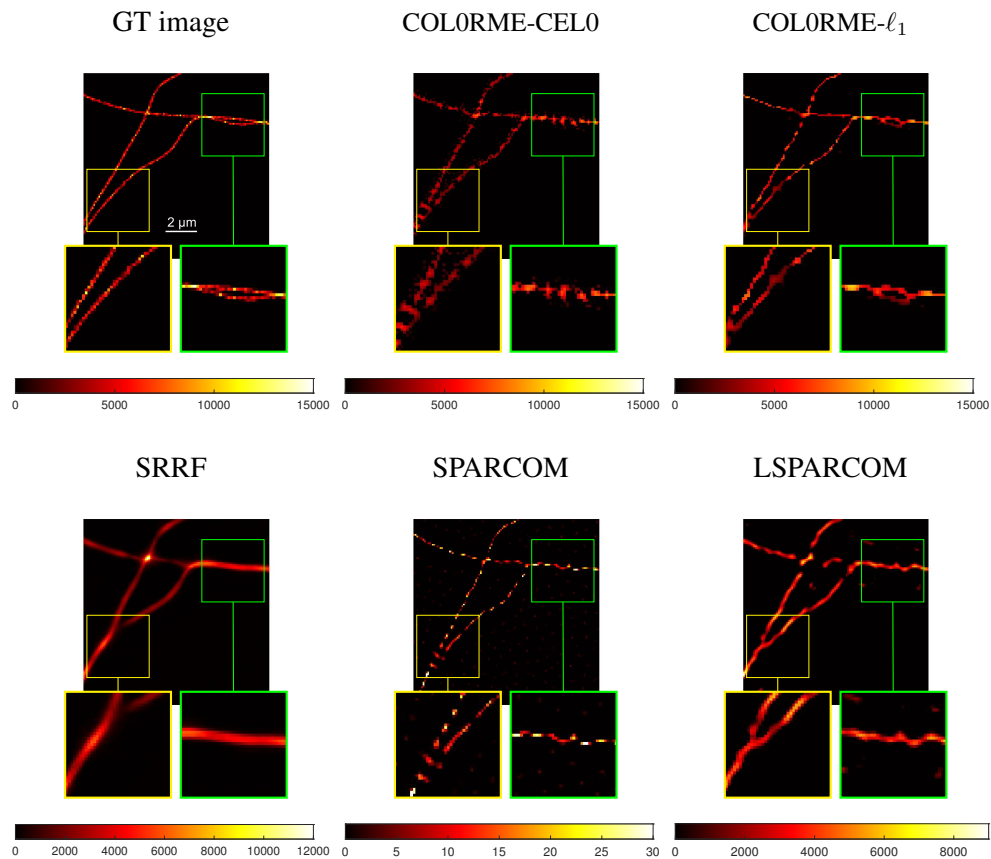 GT image COL0RME-CEL0 COL0RME-ℓ₁
2 μm
0 5000 10000 15000 0 5000 10000 15000 0 5000 10000 15000
SRRF SPARCOM LSPARCOM
0 2000 4000 6000 8000 10000 12000 0 5 10 15 20 25 30 0 2000 4000 6000 8000